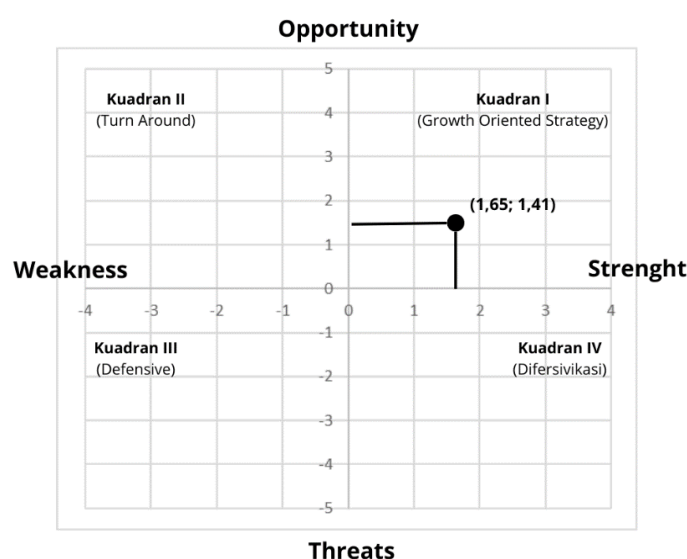 Opportunity
5
Kuadran II
Kuadran I
4
(Turn Around)
(Growth Oriented Strategy)
3
2
(1,65; 1,41)
1
Weakness
Strenght
0
-4 -3 -2 -1 0 1 2 3 4
-1
Kuadran III
Kuadran IV
(Defensive)
(Difersivikasi)
-2
-3
-4
-5
Threats